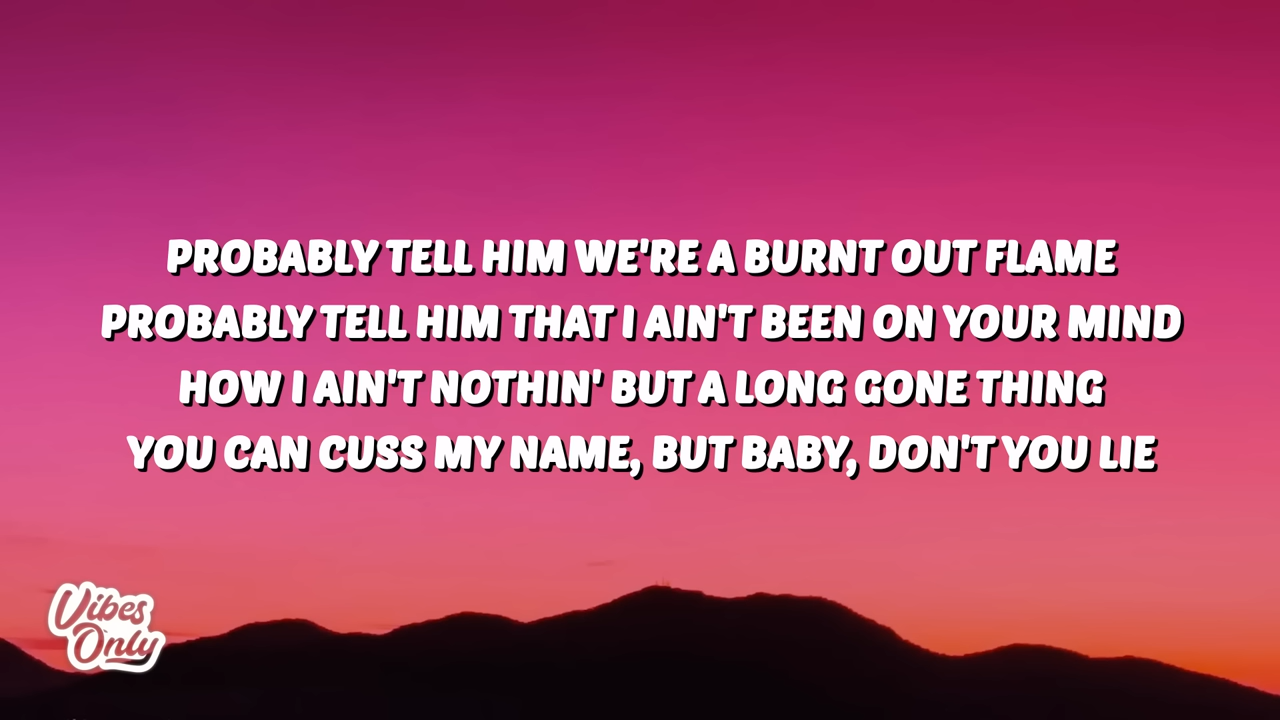 PROBABLY TELL HIM WE'RE A BURNT OUT FLAME
PROBABLY TELL HIM THAT I AIN'T BEEN ON YOUR MIND
HOW I AIN'T NOTHIN' BUT A LONG GONE THING
YOU CAN CUSS MY NAME, BUT BABY, DON'T YOU LIE
Vibes
Only